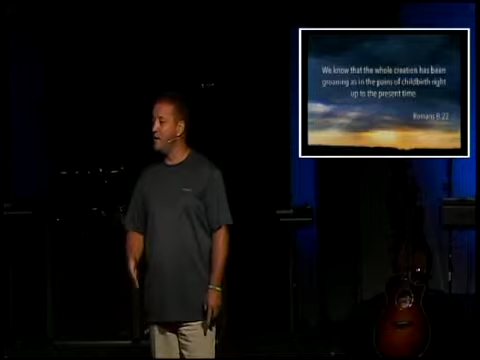 We know that the whole creation has been
groaning as in the pains of childbirth right
up to the present time.
Romans 8:22